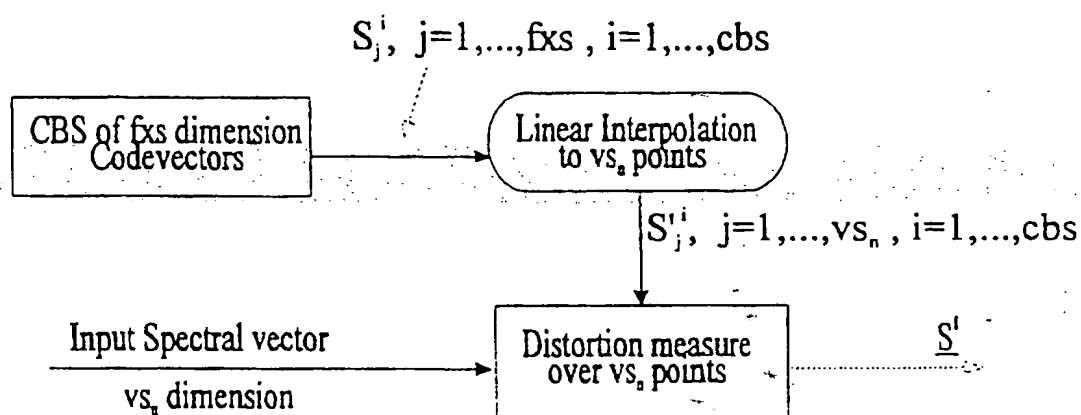 S_j^i, j=1,...,fxs , i=1,...,cbs
CBS of fxs dimension
Codevectors
Linear Interpolation
to vs_n points
S'_j^i, j=1,...,vs_n , i=1,...,cbs
Input Spectral vector
vs_n dimension
Distortion measure
over vs_n points
S^i